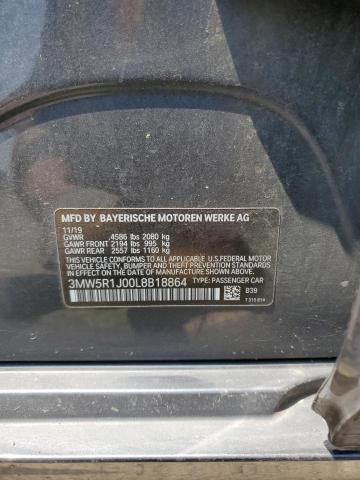 MFD BY BAYERISCHE MOTOREN WERKE AG
11/19
GVWR 4586 lbs 2080 kg
GAWR FRONT 2194 lbs 995 kg
GAWR REAR 2557 lbs 1160 kg
THIS VEHICLE CONFORMS TO ALL APPLICABLE U.S.FEDERAL MOTOR
VEHICLE SAFETY, BUMPER AND THEFT PREVENTION STANDARDS
IN EFFECT ON THE DATE OF MANUFACTURE SHOWN ABOVE.
3MW5R1J00L8B18864 TYPE: PASSENGER CAR
B39